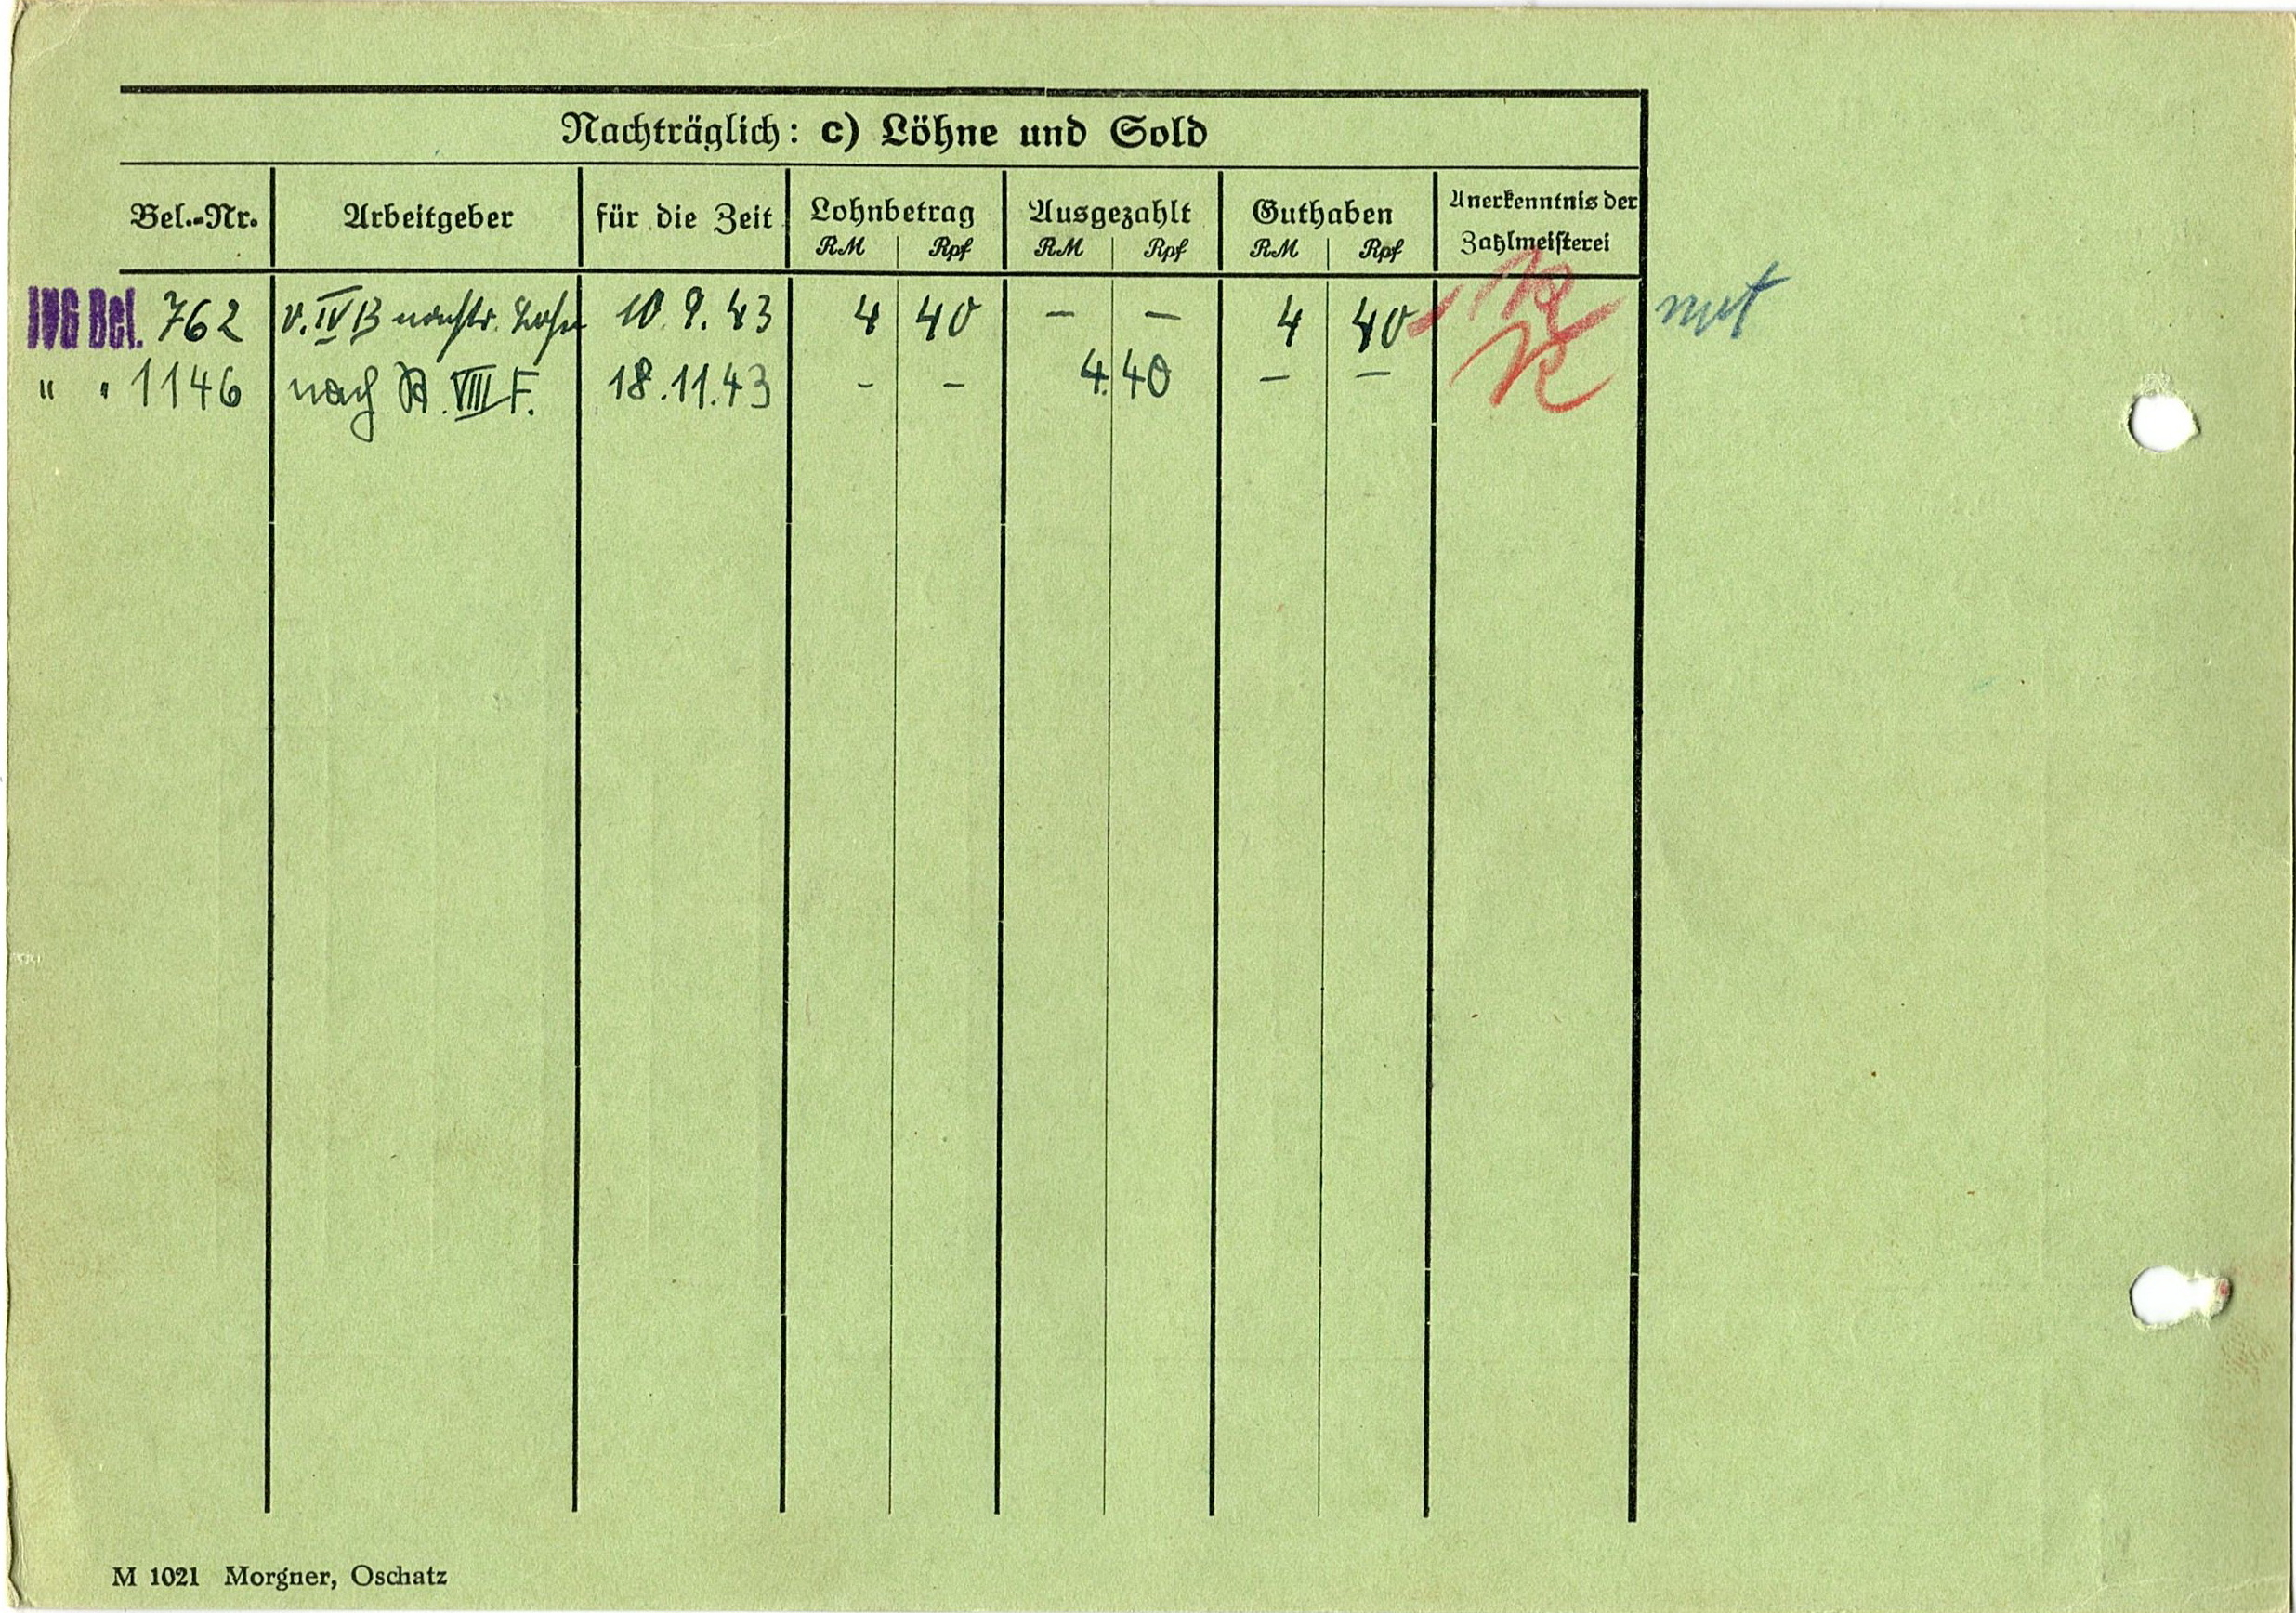 Nachträglich: c) Löhne und Sold
Bel.-Nr. Arbeitgeber für die Zeit Lohnbetrag Ausgezahlt Guthaben Anerkenntnis der Zahlmeisterei
RM Rpf RM Rpf RM Rpf
Bel. 762 v. IV B nachtr. Lohn 10. 9. 43 4 40 – – 4 40
" " 1146 nach VIII F. 18. 11. 43 – – 4. 40 – –
M 1021 Morgner, Oschatz